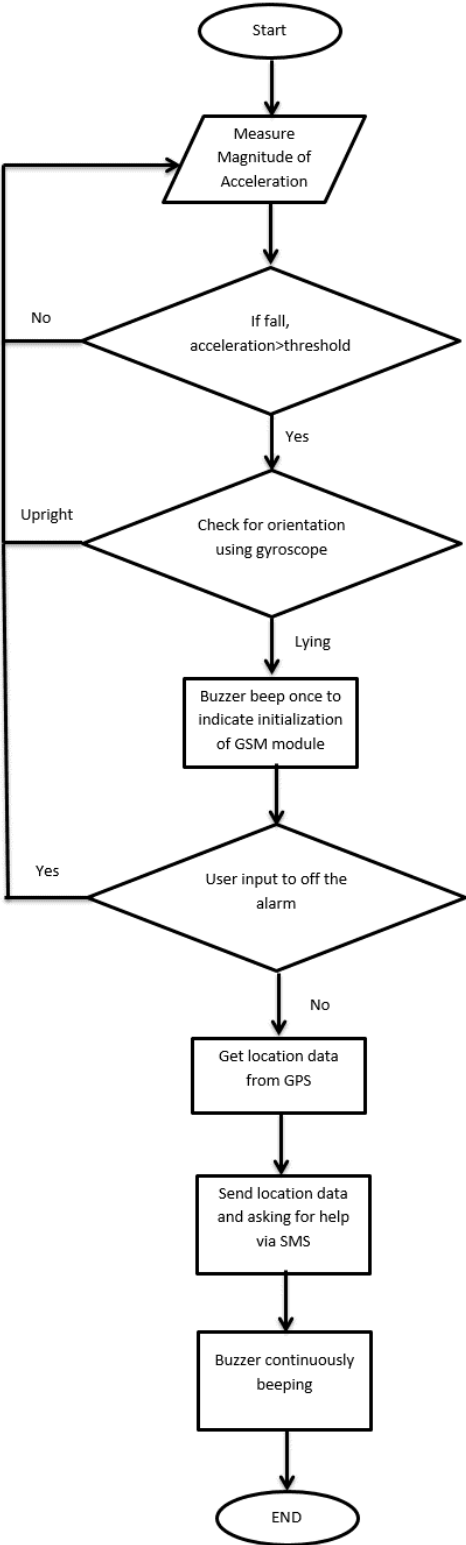 Start
Measure
Magnitude of
Acceleration
No
If fall,
acceleration>threshold
Yes
Upright
Check for orientation
using gyroscope
Lying
Buzzer beep once to
indicate initialization
of GSM module
Yes
User input to off the
alarm
No
Get location data
from GPS
Send location data
and asking for help
via SMS
Buzzer continuously
beeping
END